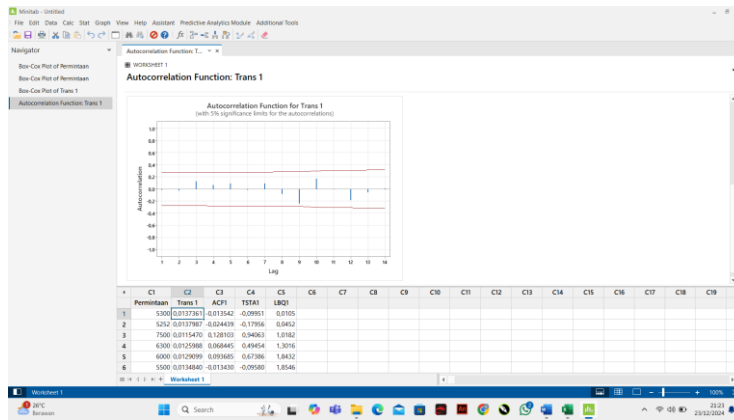 Minitab - Untitled
File Edit Data Calc Stat Graph View Help Assistant Predictive Analytics Module Additional Tools
Navigator
Autocorrelation Function: T...
Box-Cox Plot of Permintaan
Box-Cox Plot of Permintaan
Box-Cox Plot of Trans 1
Autocorrelation Function: Trans 1
WORKSHEET 1
Autocorrelation Function: Trans 1
Autocorrelation Function for Trans 1
(with 5% significance limits for the autocorrelations)
Autocorrelation
1.0
0.8
0.6
0.4
0.2
0.0
-0.2
-0.4
-0.6
-0.8
-1.0
1 2 3 4 5 6 7 8 9 10 11 12 13 14
Lag
C1 C2 C3 C4 C5 C6 C7 C8 C9 C10 C11 C12 C13 C14 C15 C16 C17 C18 C19
Permintaan Trans 1 ACF1 TSTA1 LBQ1
1 5300 0,0137361 -0,013542 -0,09951 0,0105
2 5252 0,0137987 -0,024439 -0,17956 0,0452
3 7500 0,0115470 0,128103 0,94063 1,0182
4 6300 0,0125988 0,068445 0,49454 1,3016
5 6000 0,0129099 0,093685 0,67386 1,8432
6 5500 0,0134840 -0,013430 -0,09580 1,8546
Worksheet 1
Worksheet 1
100%
26°C
Berawan
Search
21:23
23/12/2024